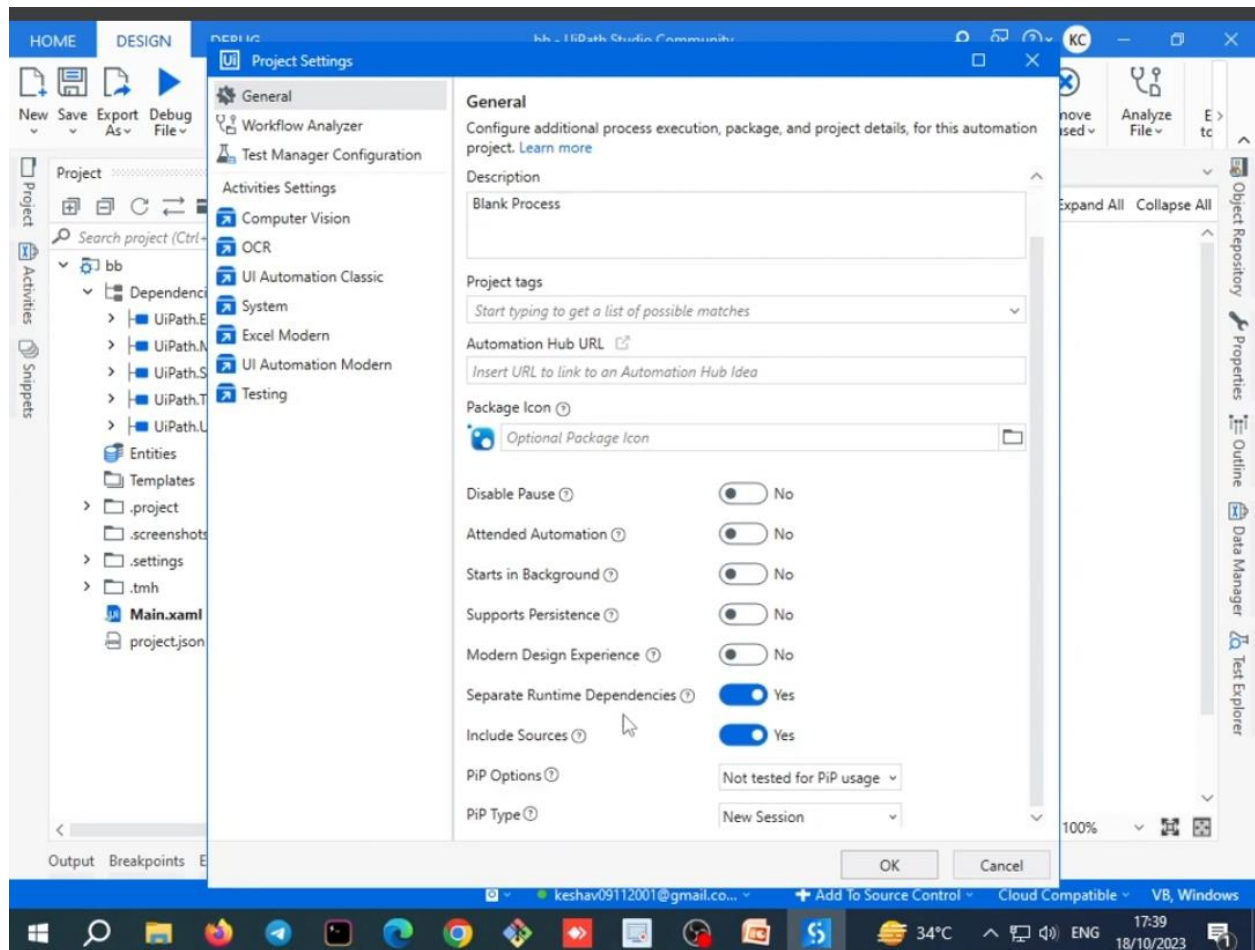 HOME DESIGN DEBUG bb - UiPath Studio Community KC
New Save Export As Debug File
Analyze File
Project
Search project (Ctrl+
bb
Dependenci
UiPath.E
UiPath.N
UiPath.S
UiPath.T
UiPath.U
Entities
Templates
.project
.screenshots
.settings
.tmh
Main.xaml
project.json
Project
Activities
Snippets
Ui Project Settings
General
Workflow Analyzer
Test Manager Configuration
Activities Settings
Computer Vision
OCR
UI Automation Classic
System
Excel Modern
UI Automation Modern
Testing
General
Configure additional process execution, package, and project details, for this automation
project. Learn more
Description
Blank Process
Project tags
Start typing to get a list of possible matches
Automation Hub URL
Insert URL to link to an Automation Hub Idea
Package Icon
Optional Package Icon
Disable Pause No
Attended Automation No
Starts in Background No
Supports Persistence No
Modern Design Experience No
Separate Runtime Dependencies Yes
Include Sources Yes
PiP Options Not tested for PiP usage
PiP Type New Session
OK Cancel
Expand All Collapse All
Object Repository
Properties
Outline
Data Manager
Test Explorer
100%
Output Breakpoints E
keshav09112001@gmail.co... Add To Source Control Cloud Compatible VB, Windows
34°C ENG 17:39
18/10/2023
1